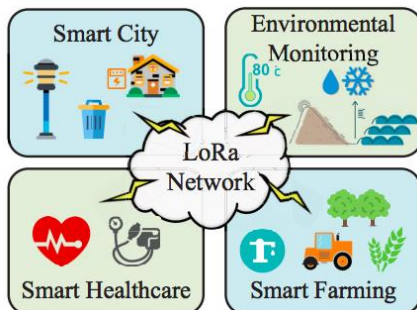 Smart City
Environmental
Monitoring
80 c
LoRa
Network
Smart Healthcare
Smart Farming